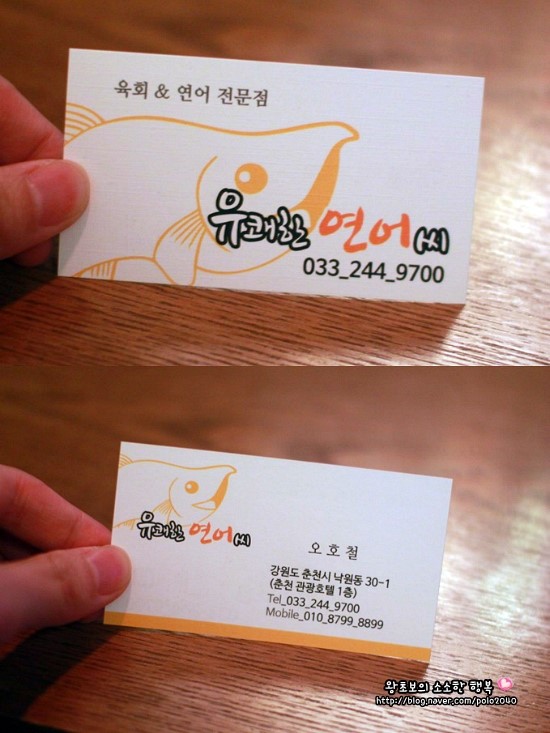 육회 & 연어 전문점
유쾌한 연어씨
033_244_9700
유쾌한 연어씨
오호철
강원도 춘천시 낙원동 30-1
(춘천 관광호텔 1층)
Tel_033_244_9700
Mobile_010_8799_8899
왕초보의 소소한 행복
http://blog.naver.com/polo2040